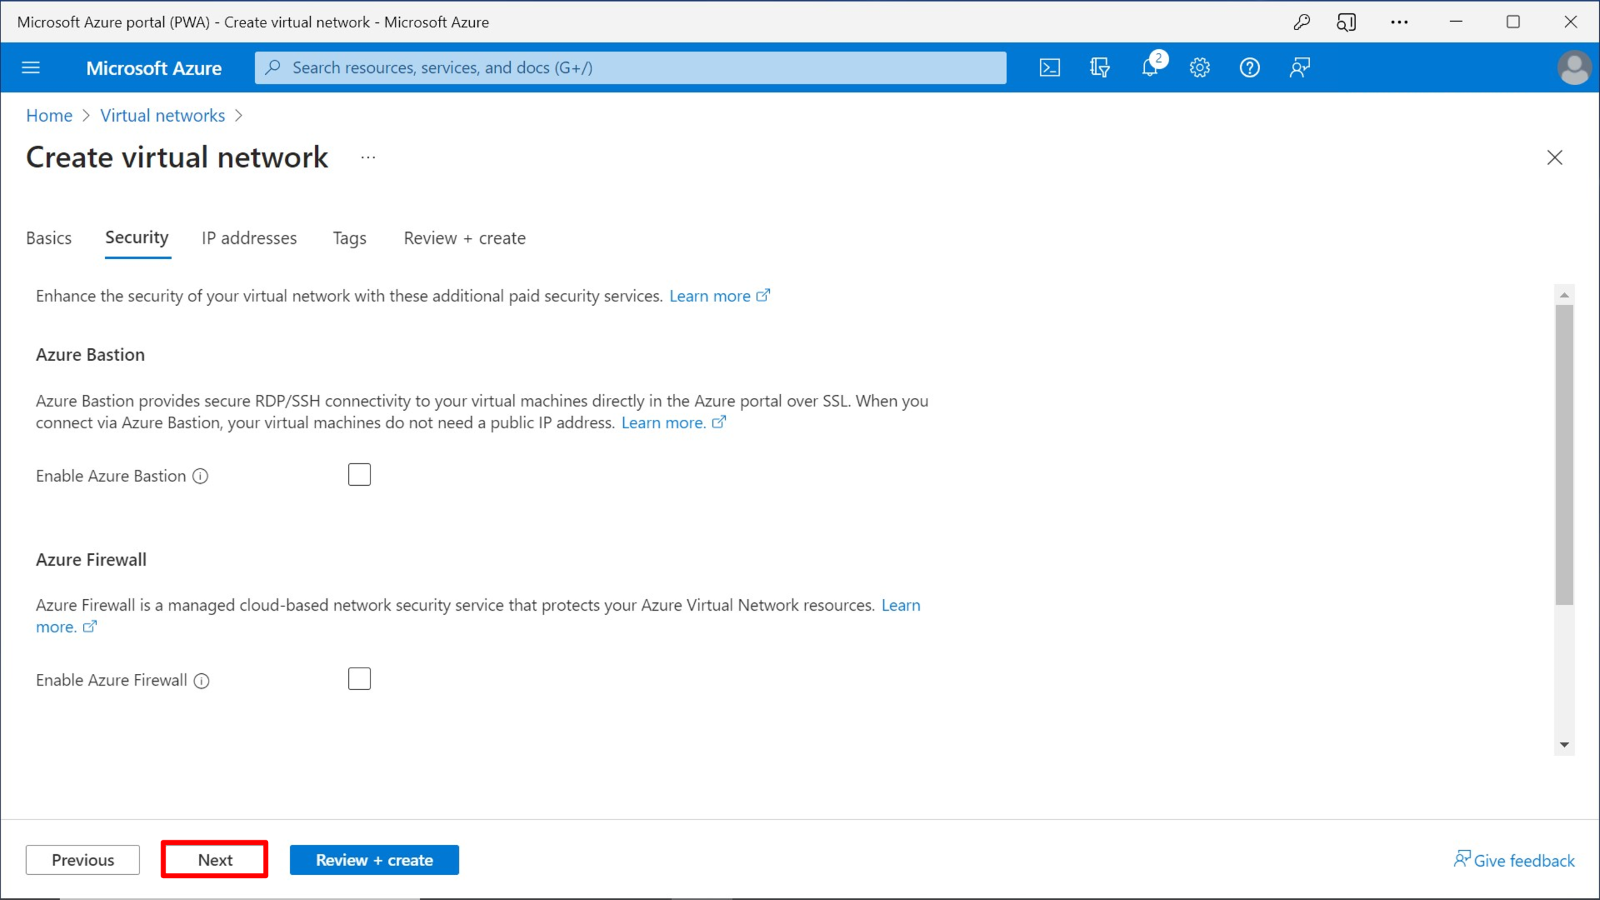 Microsoft Azure portal (PWA) - Create virtual network - Microsoft Azure
Microsoft Azure
Search resources, services, and docs (G+/)
2
Home > Virtual networks >
Create virtual network ...
Basics
Security
IP addresses
Tags
Review + create
Enhance the security of your virtual network with these additional paid security services. Learn more
Azure Bastion
Azure Bastion provides secure RDP/SSH connectivity to your virtual machines directly in the Azure portal over SSL. When you
connect via Azure Bastion, your virtual machines do not need a public IP address. Learn more.
Enable Azure Bastion
Azure Firewall
Azure Firewall is a managed cloud-based network security service that protects your Azure Virtual Network resources. Learn
more.
Enable Azure Firewall
Previous
Next
Review + create
Give feedback